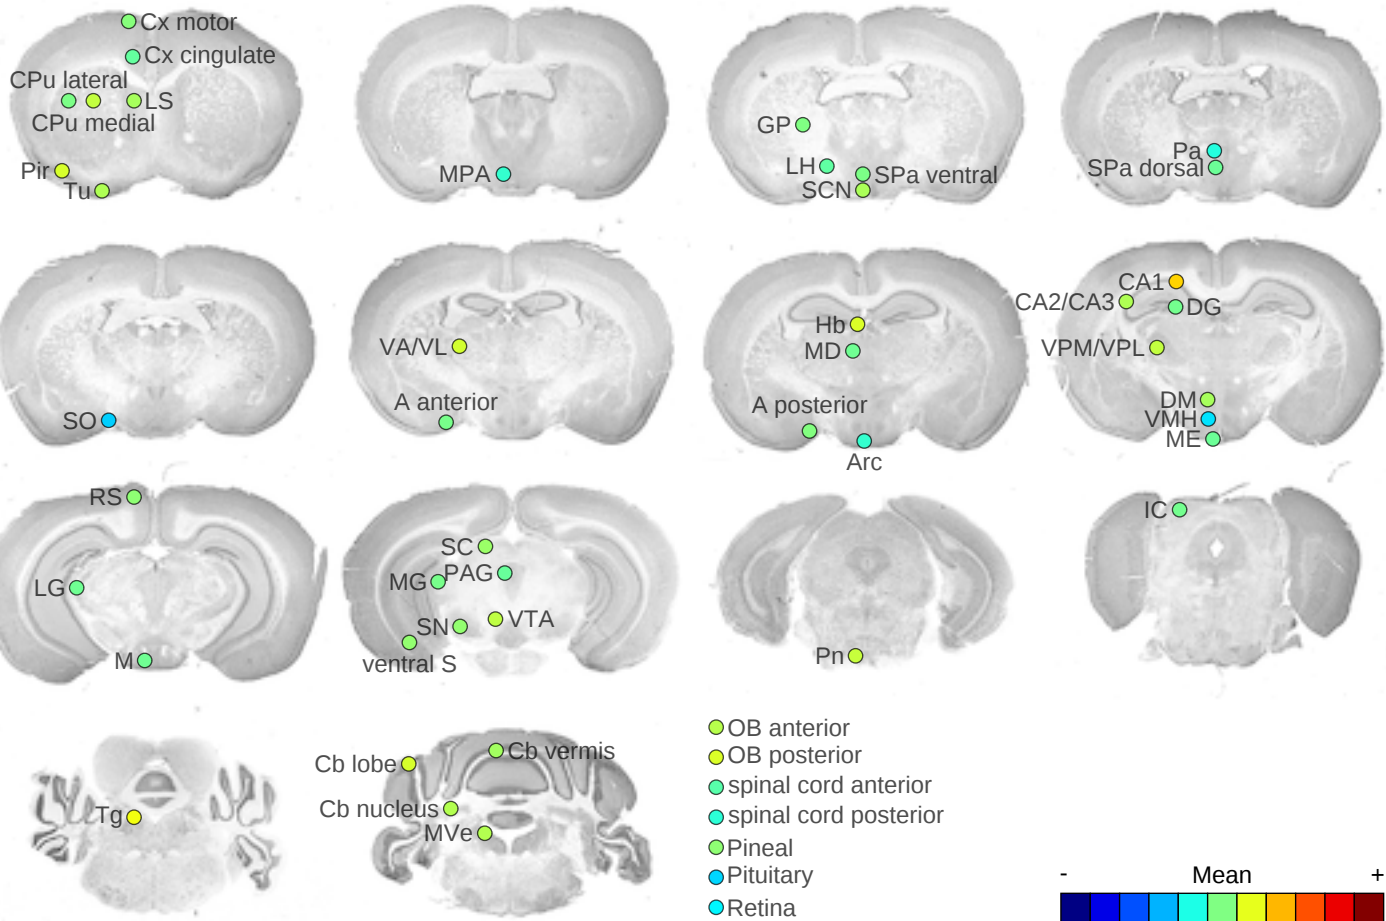 Cx motor
Cx cingulate
CPu lateral
LS
CPu medial
Pir
Tu
MPA
GP
LH
SPa ventral
SCN
Pa
SPa dorsal
SO
VA/VL
A anterior
Hb
MD
A posterior
Arc
CA1
CA2/CA3
DG
VPM/VPL
DM
VMH
ME
RS
LG
M
SC
MG
PAG
SN
VTA
ventral S
Pn
IC
Tg
Cb lobe
Cb vermis
Cb nucleus
MVe
OB anterior
OB posterior
spinal cord anterior
spinal cord posterior
Pineal
Pituitary
Retina
- Mean +